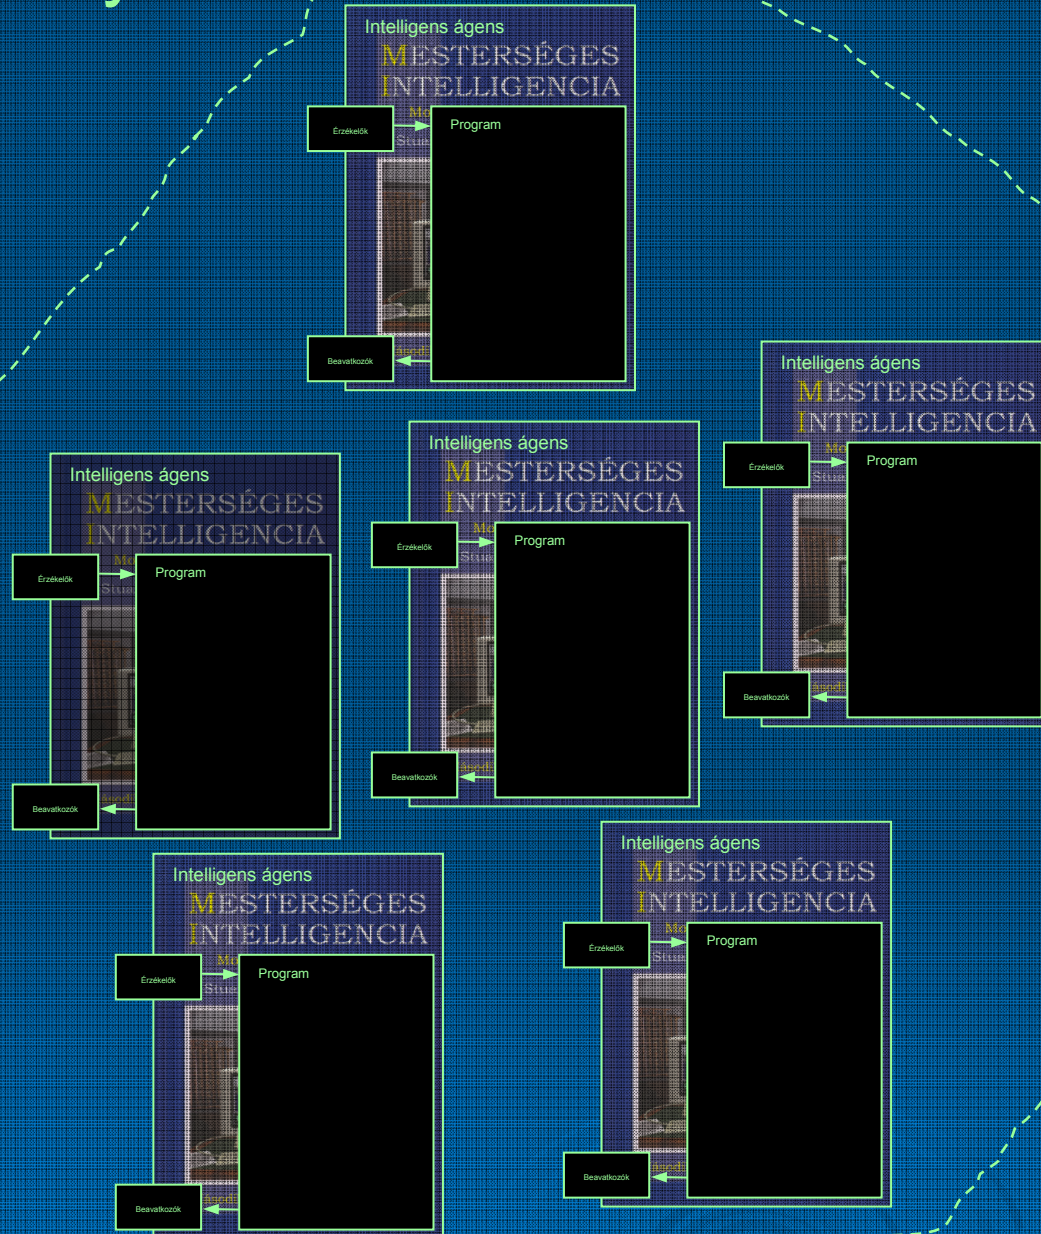 Intelligens ágens
MESTERSÉGES
INTELLIGENCIA
Érzékelők
Program
Beavatkozók
Intelligens ágens
MESTERSÉGES
INTELLIGENCIA
Érzékelők
Program
Beavatkozók
Intelligens ágens
MESTERSÉGES
INTELLIGENCIA
Érzékelők
Program
Beavatkozók
Intelligens ágens
MESTERSÉGES
INTELLIGENCIA
Érzékelők
Program
Beavatkozók
Intelligens ágens
MESTERSÉGES
INTELLIGENCIA
Érzékelők
Program
Beavatkozók
Intelligens ágens
MESTERSÉGES
INTELLIGENCIA
Érzékelők
Program
Beavatkozók